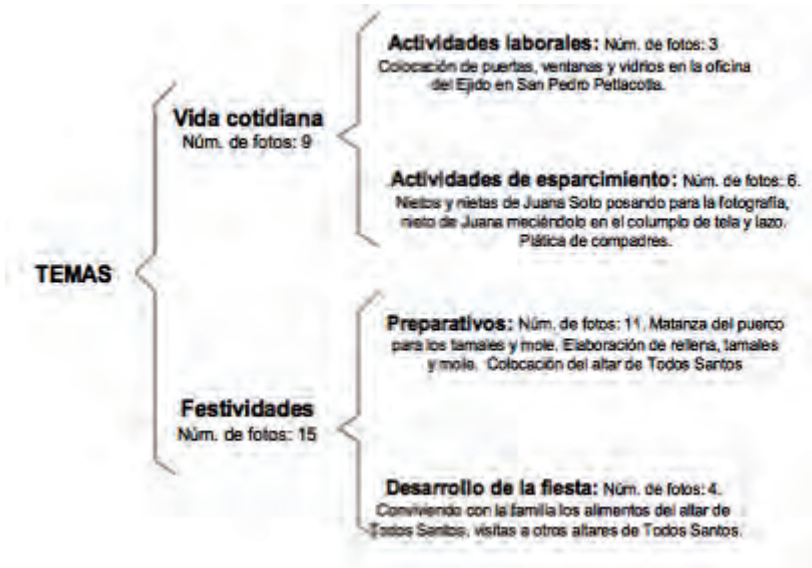 Actividades laborales: Núm. de fotos: 3
Colocación de puertas, ventanas y vidrios en la oficina
del Ejido en San Pedro Petlacotla.
Vida cotidiana
Núm. de fotos: 9
Actividades de esparcimiento: Núm. de fotos: 6.
Nietos y nietas de Juana Soto posando para la fotografía,
nieto de Juana meciéndolo en el columpio de tela y lazo.
Plática de compadres.
TEMAS
Preparativos: Núm. de fotos: 11. Matanza del puerco
para los tamales y mole. Elaboración de rellena, tamales
y mole. Colocación del altar de Todos Santos
Festividades
Núm. de fotos: 15
Desarrollo de la fiesta: Núm. de fotos: 4.
Conviviendo con la familia los alimentos del altar de
Todos Santos, visitas a otros altares de Todos Santos.